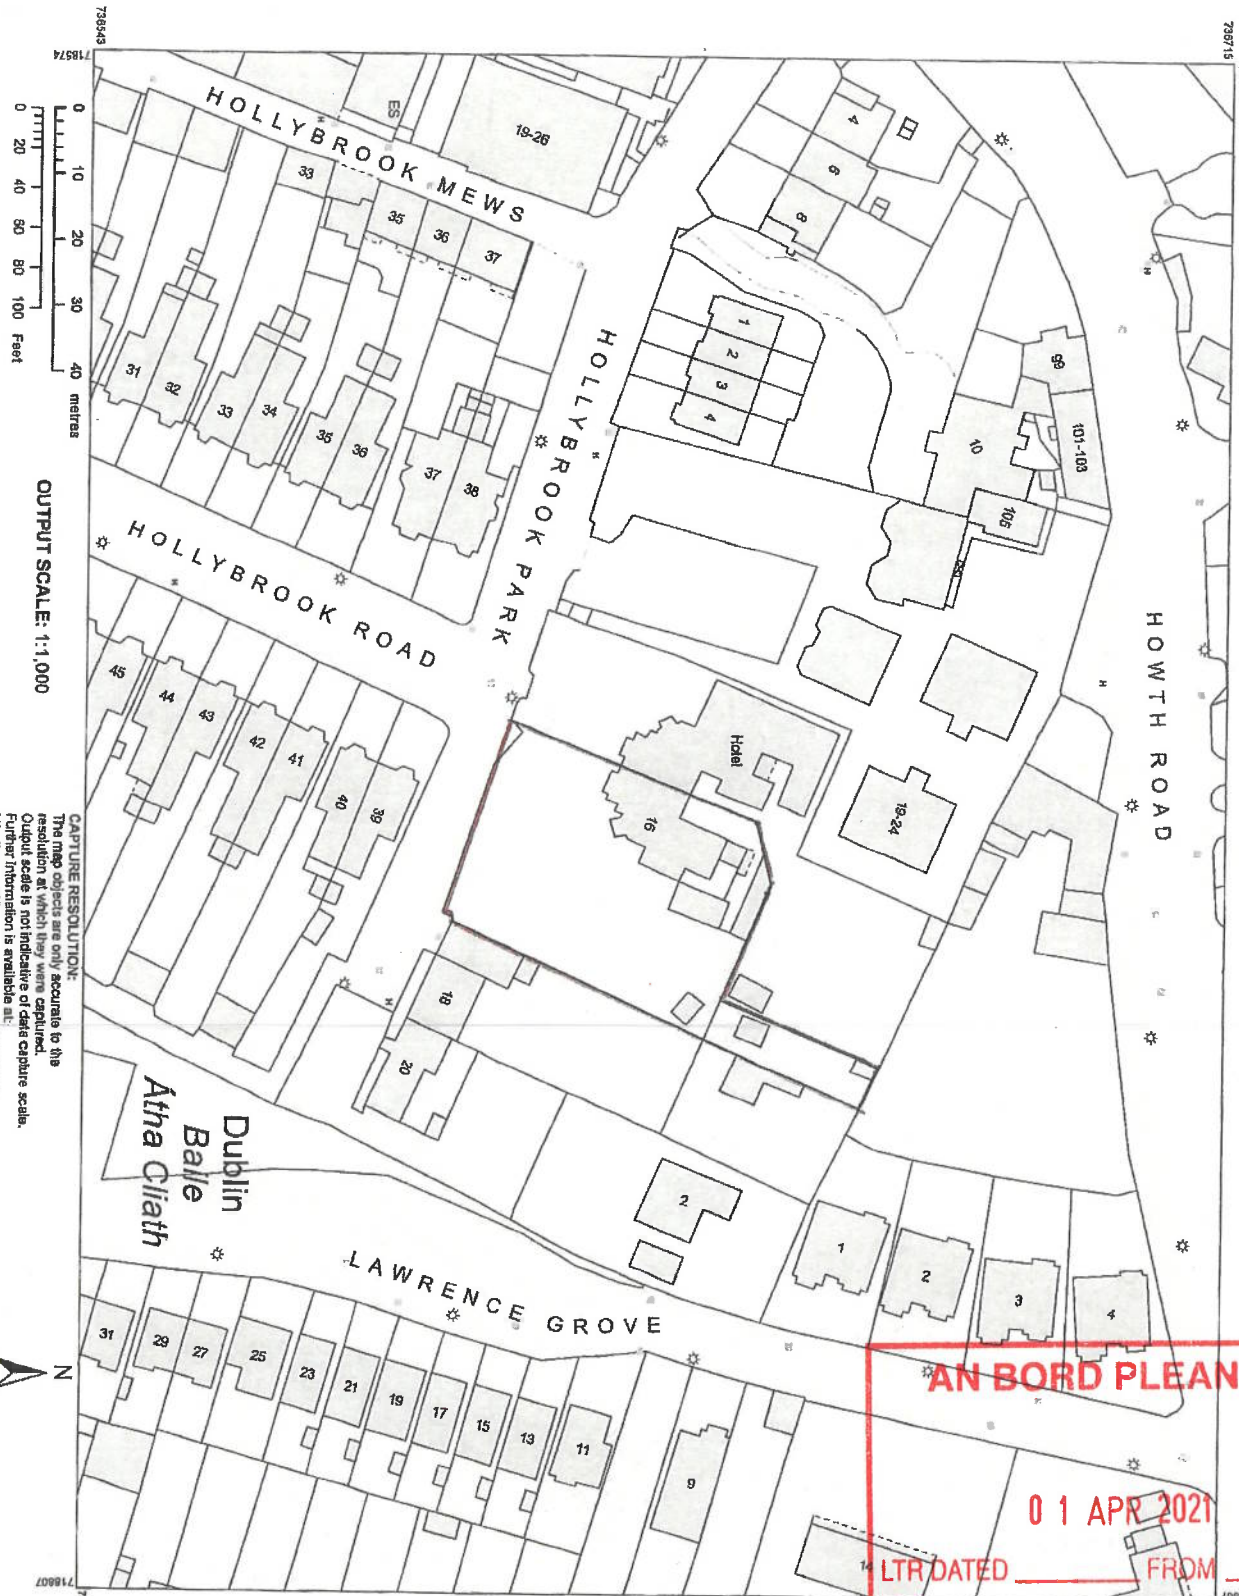 736543
736715
718574
0 10 20 30 40 metres
0 20 40 60 80 100 Feet
OUTPUT SCALE: 1:1,000
CAPTURE RESOLUTION:
The map objects are only accurate to the
resolution at which they were captured.
Output scale is not indicative of data capture scale.
Further information is available at:
HOLLYBROOK MEWS
ES
19-26
33
35
36
37
4
6
8
1
2
3
4
99
101-103
10
105
HOLLYBROOK PARK
31
32
33
34
35
36
37
38
HOLLYBROOK ROAD
HOWTH ROAD
45
44
43
42
41
40
39
Hotel
16
19-24
18
20
2
1
2
3
4
Dublin
Baile
Átha Cliath
LAWRENCE GROVE
31
29
27
25
23
21
19
17
15
13
11
9
14
N
718807
AN BORD PLEAN
01 APR 2021
LTR DATED FROM